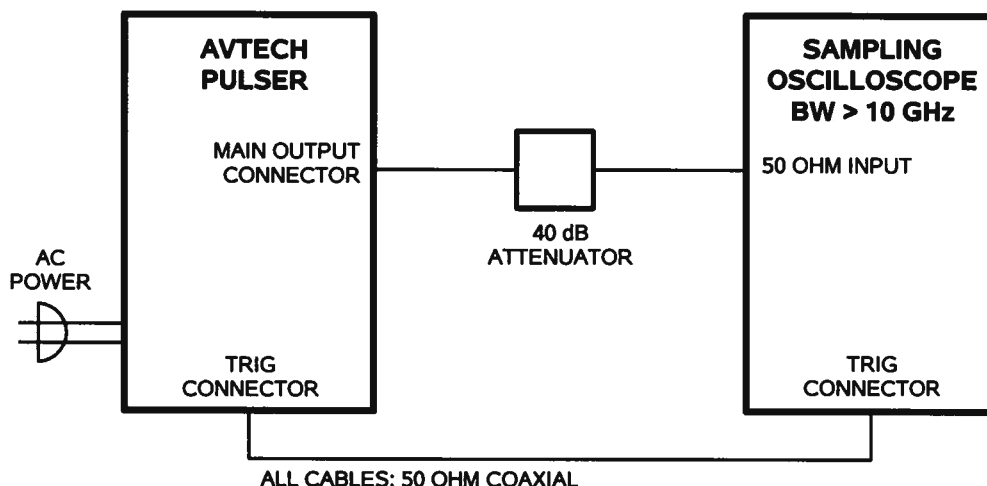 AVTECH
PULSER
MAIN OUTPUT
CONNECTOR
AC
POWER
TRIG
CONNECTOR
40 dB
ATTENUATOR
SAMPLING
OSCILLOSCOPE
BW > 10 GHz
50 OHM INPUT
TRIG
CONNECTOR
ALL CABLES: 50 OHM COAXIAL